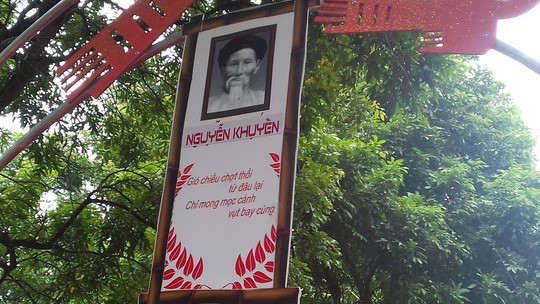 NGUYỄN KHUYẾN
Gió chiều chợt thổi
từ đâu lại
Chỉ mong mọc cánh
vụt bay cùng